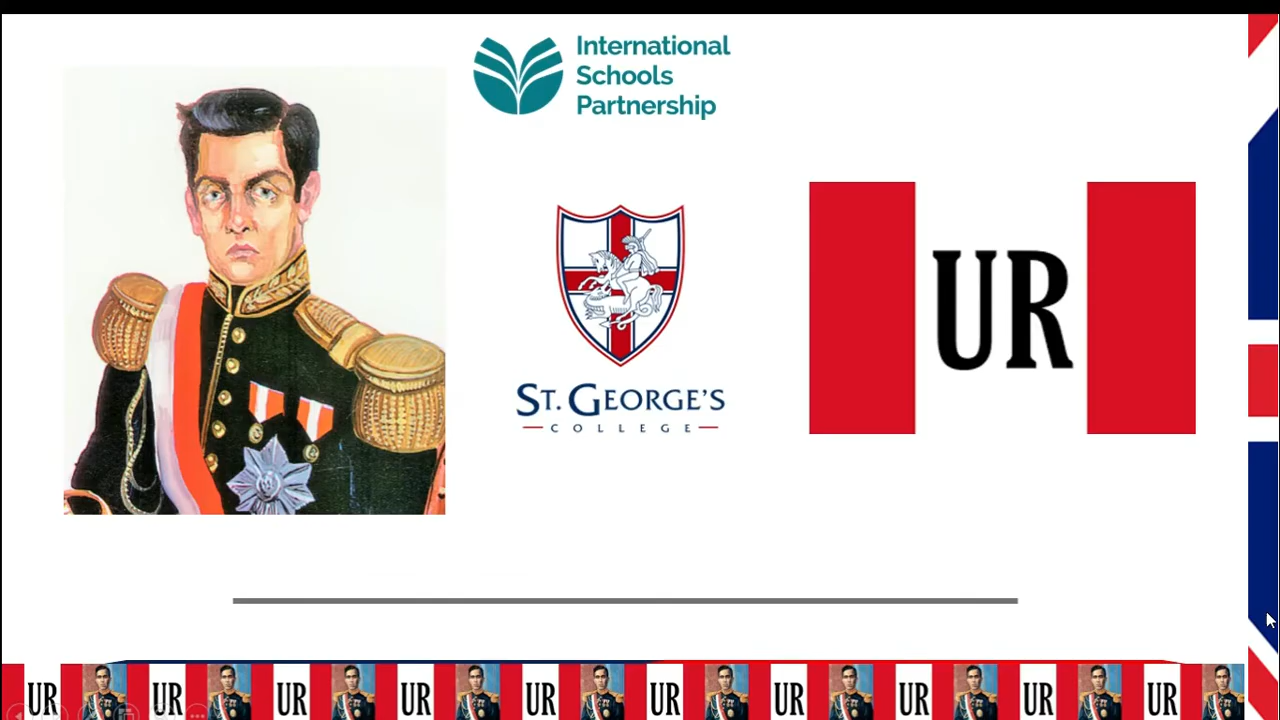 International
Schools
Partnership
UR
ST. GEORGE'S
COLLEGE
UR UR UR UR UR UR UR UR UR UR